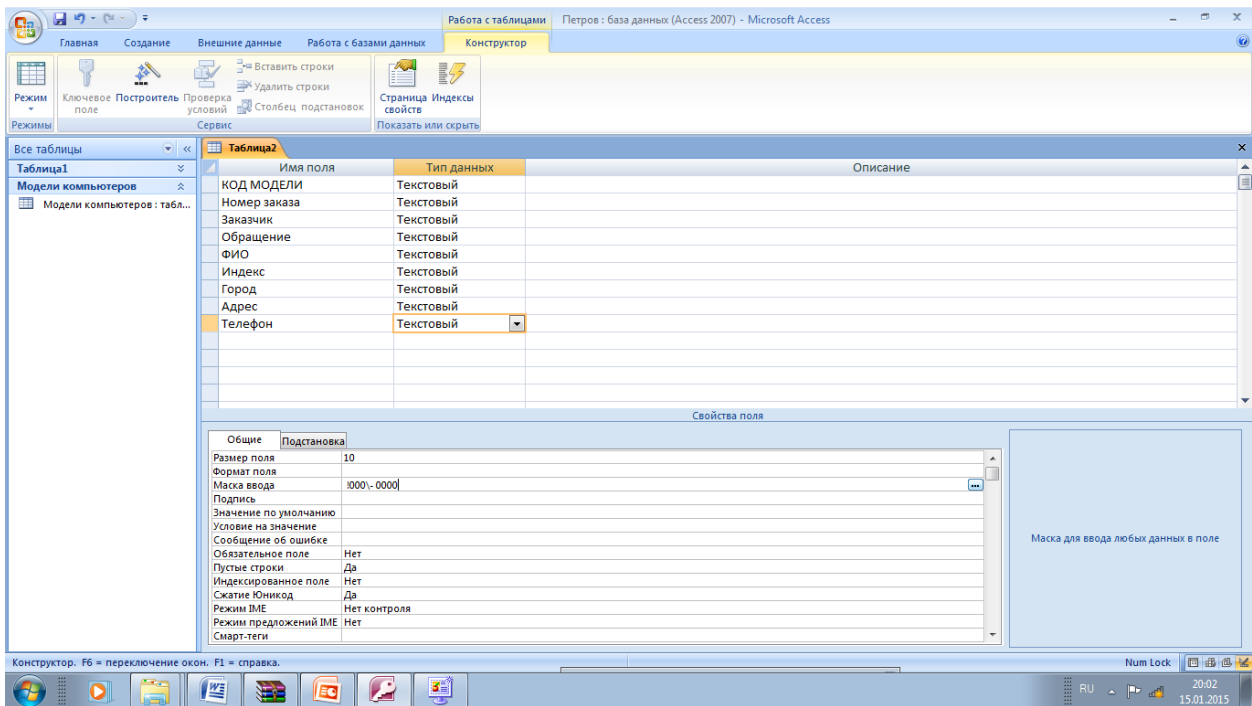 Работа с таблицами Петров : база данных (Access 2007) - Microsoft Access
Главная Создание Внешние данные Работа с базами данных Конструктор
Режим
Ключевое поле
Построитель
Проверка условий
Вставить строки
Удалить строки
Столбец подстановок
Страница свойств
Индексы
Режимы Сервис Показать или скрыть
Все таблицы
Таблица1
Модели компьютеров
Модели компьютеров : табл...
Таблица2
Имя поля Тип данных Описание
КОД МОДЕЛИ Текстовый
Номер заказа Текстовый
Заказчик Текстовый
Обращение Текстовый
ФИО Текстовый
Индекс Текстовый
Город Текстовый
Адрес Текстовый
Телефон Текстовый
Свойства поля
Общие Подстановка
Размер поля 10
Формат поля
Маска ввода !000\- 0000
Подпись
Значение по умолчанию
Условие на значение
Сообщение об ошибке
Обязательное поле Нет
Пустые строки Да
Индексированное поле Нет
Сжатие Юникод Да
Режим IME Нет контроля
Режим предложений IME Нет
Смарт-теги
Маска для ввода любых данных в поле
Конструктор. F6 = переключение окон. F1 = справка. Num Lock
RU 20:02
15.01.2015